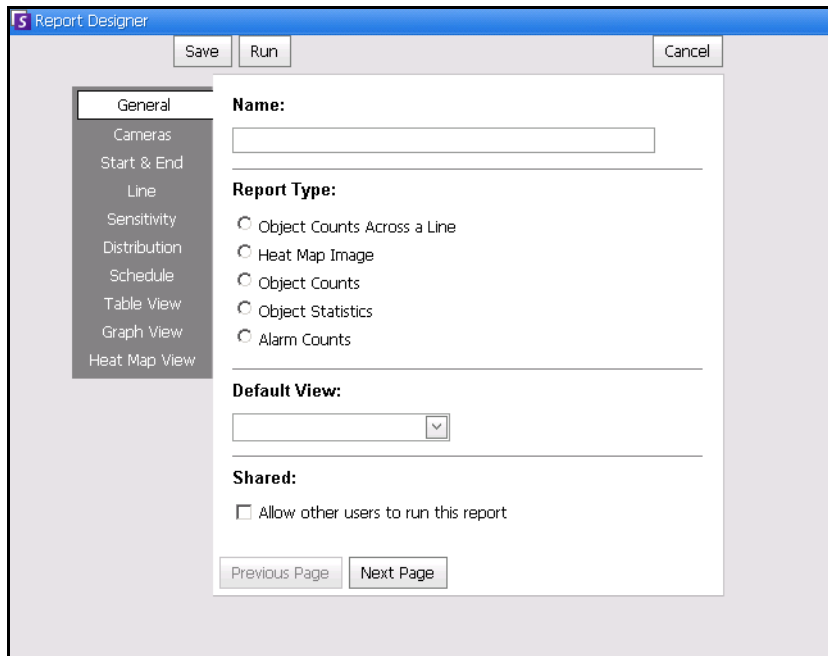 Report Designer
Save Run Cancel
General
Cameras
Start & End
Line
Sensitivity
Distribution
Schedule
Table View
Graph View
Heat Map View
Name:
Report Type:
Object Counts Across a Line
Heat Map Image
Object Counts
Object Statistics
Alarm Counts
Default View:
Shared:
Allow other users to run this report
Previous Page Next Page